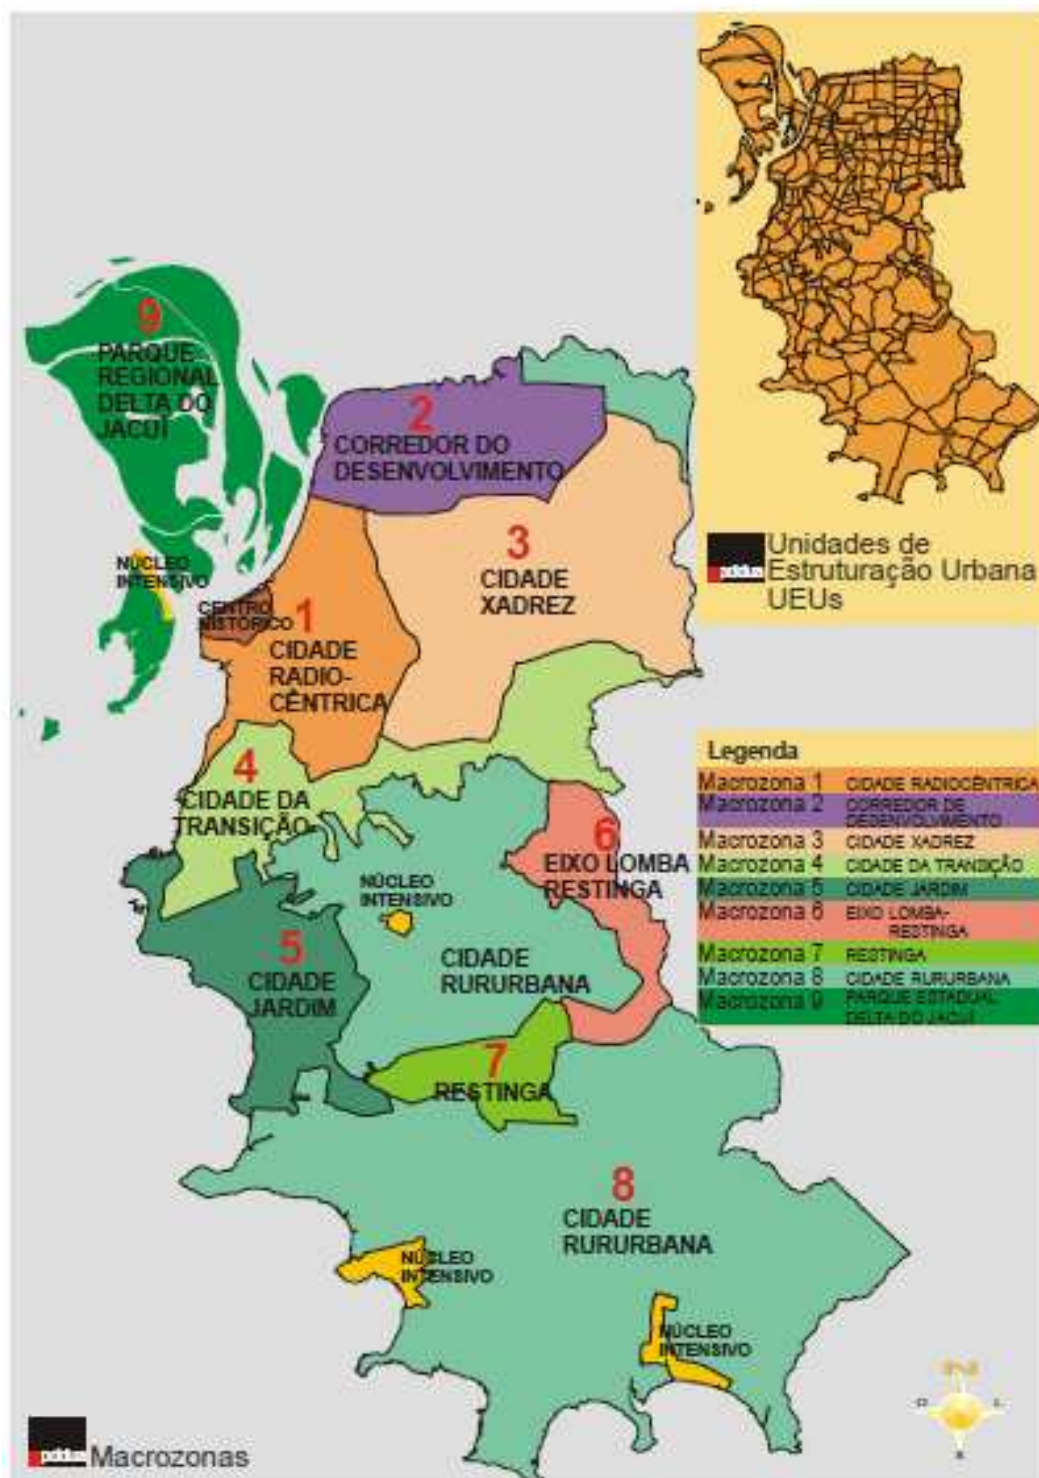 9
PARQUE
REGIONAL
DELTA DO
JACUÍ
2
CORREDOR DO
DESENVOLVIMENTO
3
CIDADE
XADREZ
NÚCLEO
INTENSIVO
CENTRO
HISTÓRICO
1
CIDADE
RADIO-
CÊNTRICA
4
CIDADE DA
TRANSIÇÃO
6
EIXO LOMBA
RESTINGA
NÚCLEO
INTENSIVO
5
CIDADE
JARDIM
CIDADE
RURURBANA
7
RESTINGA
8
CIDADE
RURURBANA
NÚCLEO
INTENSIVO
NÚCLEO
INTENSIVO
pddua
Macrozonas
pddua
Unidades de
Estruturação Urbana
UEUs
Legenda
Macrozona 1 CIDADE RADIOCÊNTRICA
Macrozona 2 CORREDOR DE
DESENVOLVIMENTO
Macrozona 3 CIDADE XADREZ
Macrozona 4 CIDADE DA TRANSIÇÃO
Macrozona 5 CIDADE JARDIM
Macrozona 6 EIXO LOMBA-
RESTINGA
Macrozona 7 RESTINGA
Macrozona 8 CIDADE RURURBANA
Macrozona 9 PARQUE ESTADUAL
DELTA DO JACUÍ
N
O L
S